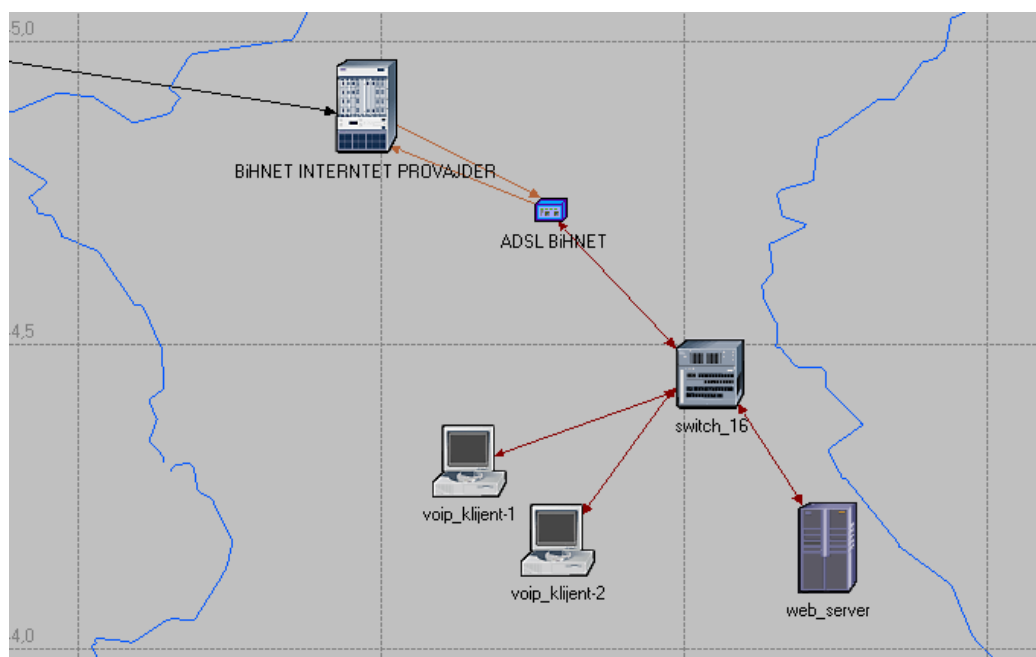 5,0
BiHNET INTERNTET PROVAJDER
ADSL BiHNET
4,5
switch_16
voip_klijent-1
voip_klijent-2
web_server
4,0